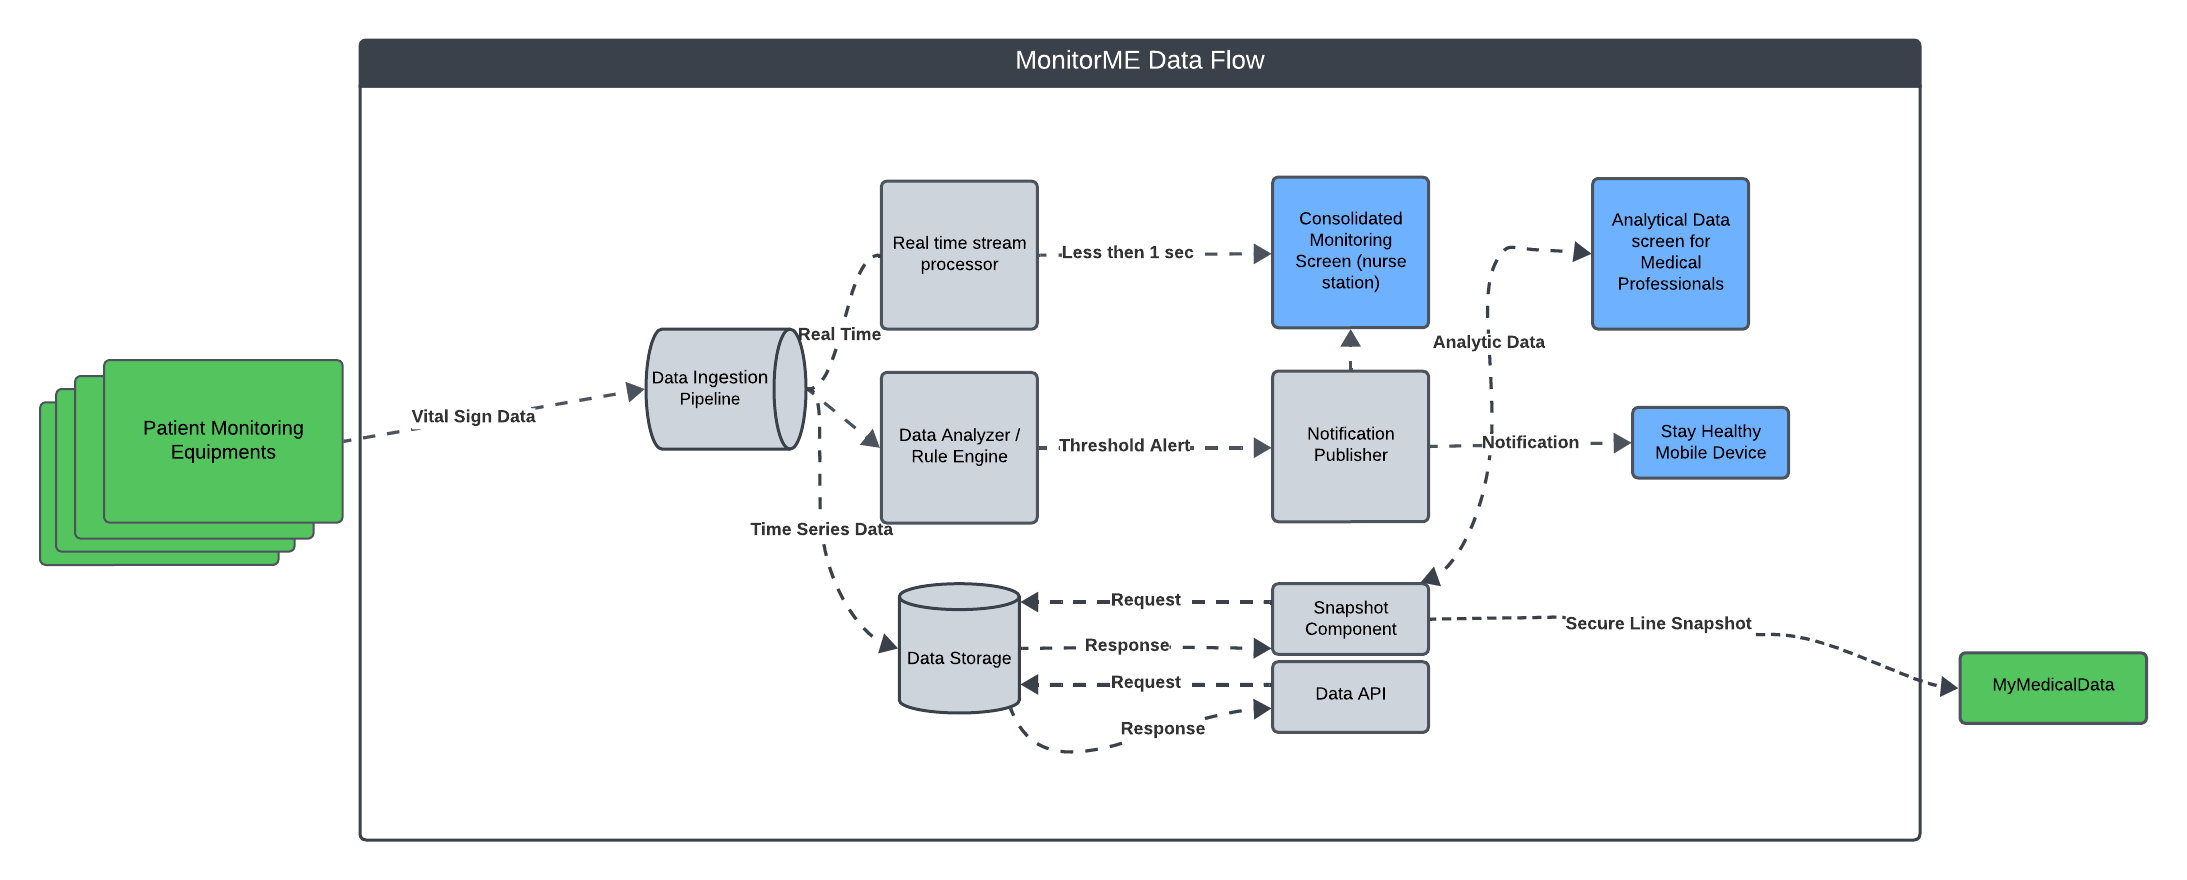 MonitorME Data Flow
Patient Monitoring
Equipments
Vital Sign Data
Data Ingestion
Pipeline
Real Time
Time Series Data
Real time stream
processor
Less then 1 sec
Consolidated
Monitoring
Screen (nurse
station)
Analytical Data
screen for
Medical
Professionals
Analytic Data
Data Analyzer /
Rule Engine
Threshold Alert
Notification
Publisher
Notification
Stay Healthy
Mobile Device
Data Storage
Request
Response
Request
Response
Snapshot
Component
Data API
Secure Line Snapshot
MyMedicalData